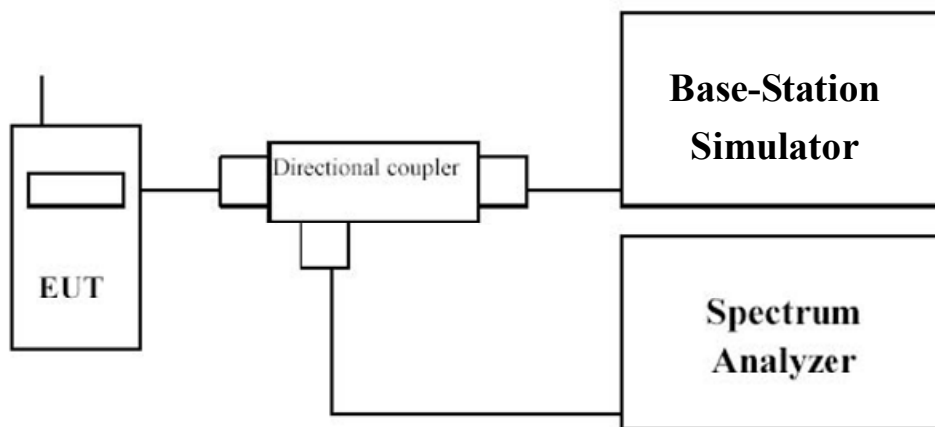 Base-Station
Simulator
Directional coupler
EUT
Spectrum
Analyzer